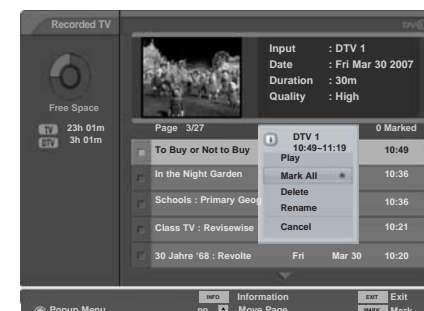 Recorded TV
Input : DTV 1
Date : Fri Mar 30 2007
Duration : 30m
Quality : High
Free Space
TV 23h 01m
DTV 3h 01m
Page 3/27
0 Marked
DTV 1
10:49~11:19
Play
Mark All
Delete
Rename
Cancel
To Buy or Not to Buy 10:49
In the Night Garden 10:36
Schools : Primary Geog 10:36
Class TV : Revisewise 10:21
30 Jahre '68 : Revolte Fri Mar 30 10:20
INFO Information EXIT Exit
Popup Menu PR Move Page MARK Mark